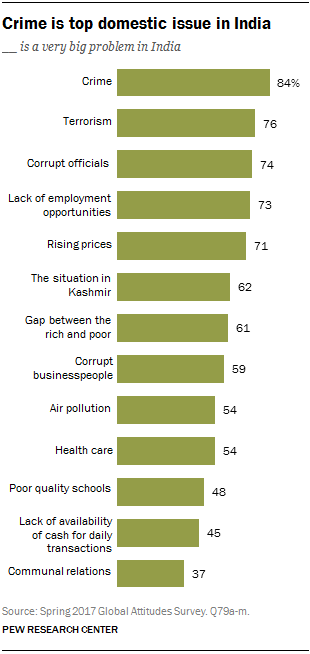 Crime is top domestic issue in India
__ is a very big problem in India
Crime 84%
Terrorism 76
Corrupt officials 74
Lack of employment
opportunities 73
Rising prices 71
The situation in
Kashmir 62
Gap between the
rich and poor 61
Corrupt
businesspeople 59
Air pollution 54
Health care 54
Poor quality schools 48
Lack of availability
of cash for daily
transactions 45
Communal relations 37
Source: Spring 2017 Global Attitudes Survey. Q79a-m.
PEW RESEARCH CENTER